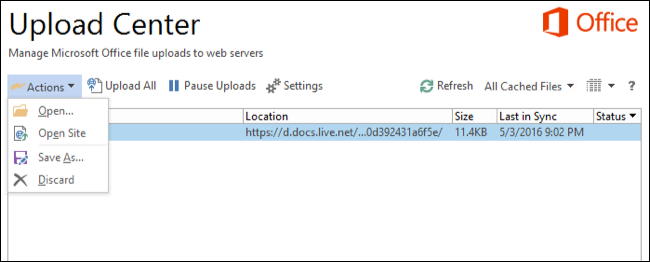 Upload Center
Office
Manage Microsoft Office file uploads to web servers
Actions Upload All Pause Uploads Settings Refresh All Cached Files ?
Location Size Last in Sync Status
https://d.docs.live.net/...0d392431a6f5e/ 11.4KB 5/3/2016 9:02 PM
Open...
Open Site
Save As...
Discard